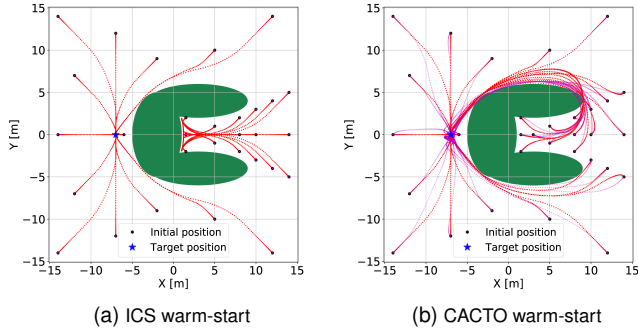 15
10
5
0
−5
−10
−15
Y [m]
−15 −10 −5 0 5 10 15
X [m]
Initial position
Target position
(a) ICS warm-start
15
10
5
0
−5
−10
−15
Y [m]
−15 −10 −5 0 5 10 15
X [m]
Initial position
Target position
(b) CACTO warm-start